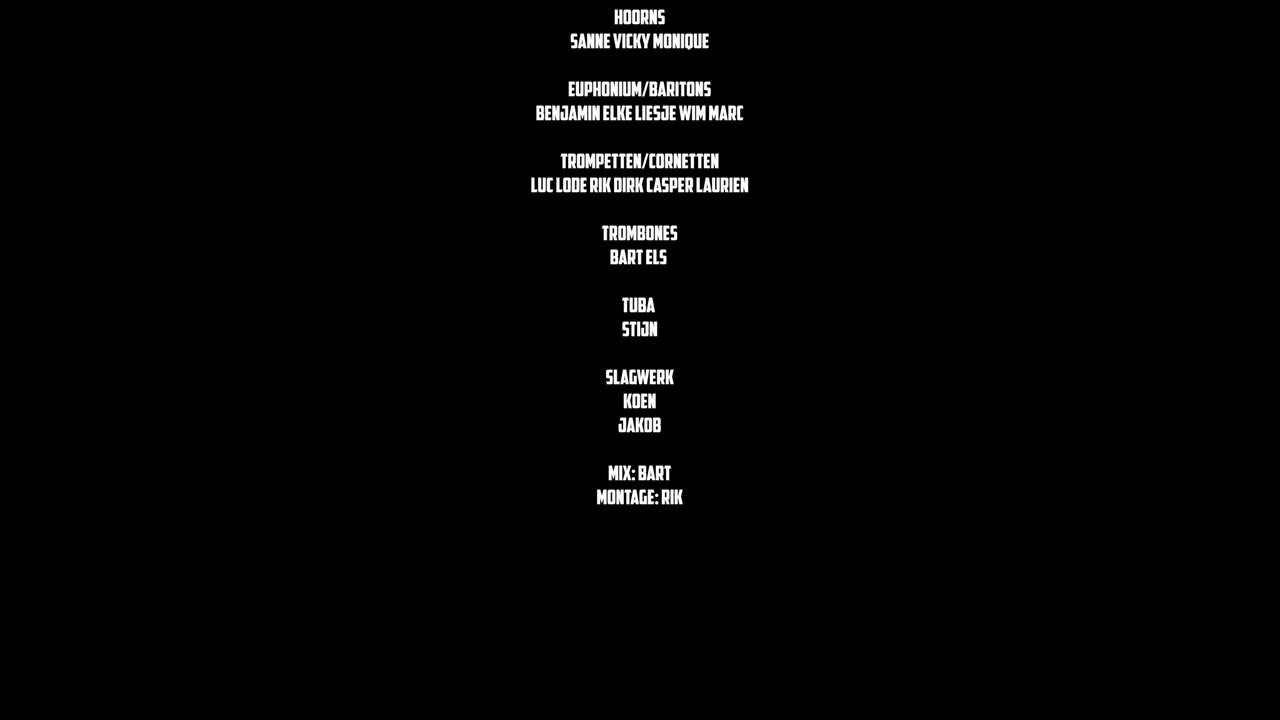 HOORNS
SANNE VICKY MONIQUE
EUPHONIUM/BARITONS
BENJAMIN ELKE LIESJE WIM MARC
TROMPETTEN/CORNETTEN
LUC LODE RIK DIRK CASPER LAURIEN
TROMBONES
BART ELS
TUBA
STIJN
SLAGWERK
KOEN
JAKOB
MIX: BART
MONTAGE: RIK